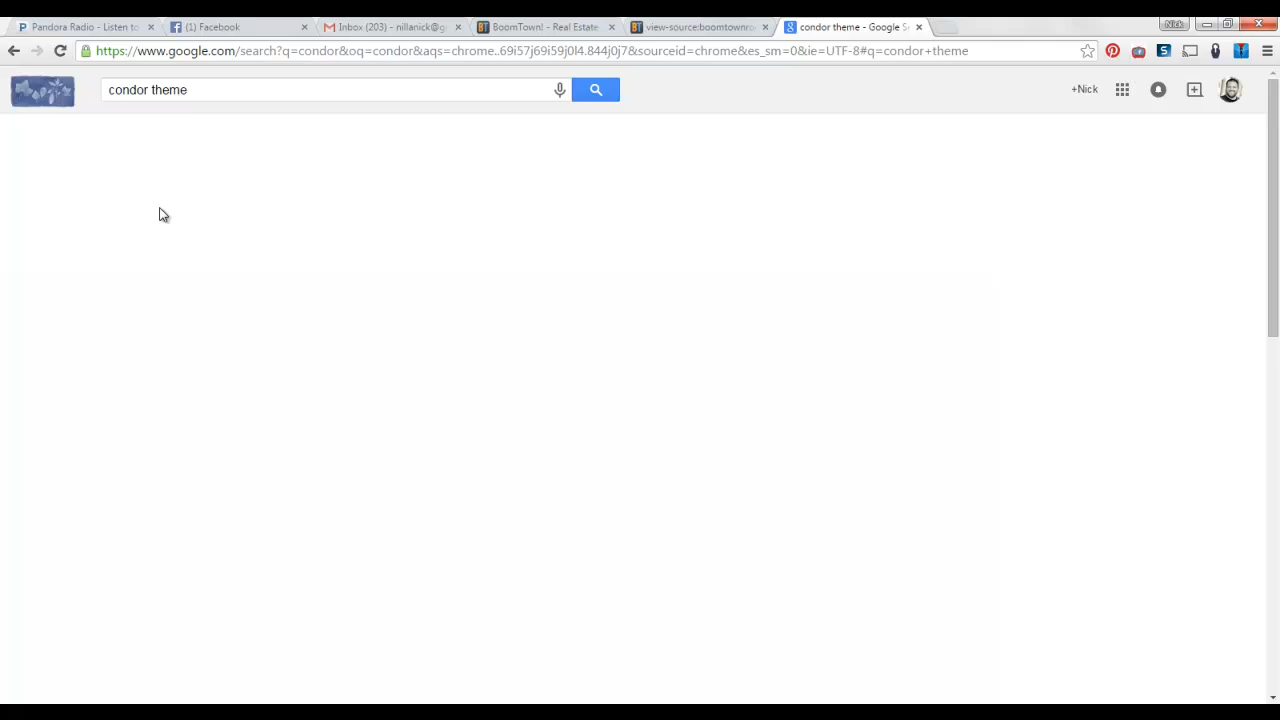 Pandora Radio - Listen to
(1) Facebook
Inbox (203) - nillanick@g
BoomTown! - Real Estate
view-source:boomtownro
condor theme - Google Se
Nick
https://www.google.com/search?q=condor&oq=condor&aqs=chrome..69i57j69i59j0l4.844j0j7&sourceid=chrome&es_sm=0&ie=UTF-8#q=condor+theme
condor theme
+Nick